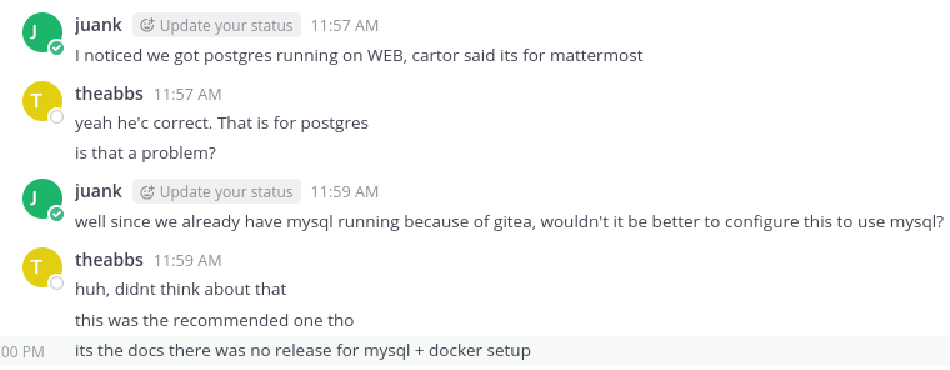 J juank Update your status 11:57 AM
I noticed we got postgres running on WEB, cartor said its for mattermost
T theabbs 11:57 AM
yeah he'c correct. That is for postgres
is that a problem?
J juank Update your status 11:59 AM
well since we already have mysql running because of gitea, wouldn't it be better to configure this to use mysql?
T theabbs 11:59 AM
huh, didnt think about that
this was the recommended one tho
00 PM its the docs there was no release for mysql + docker setup